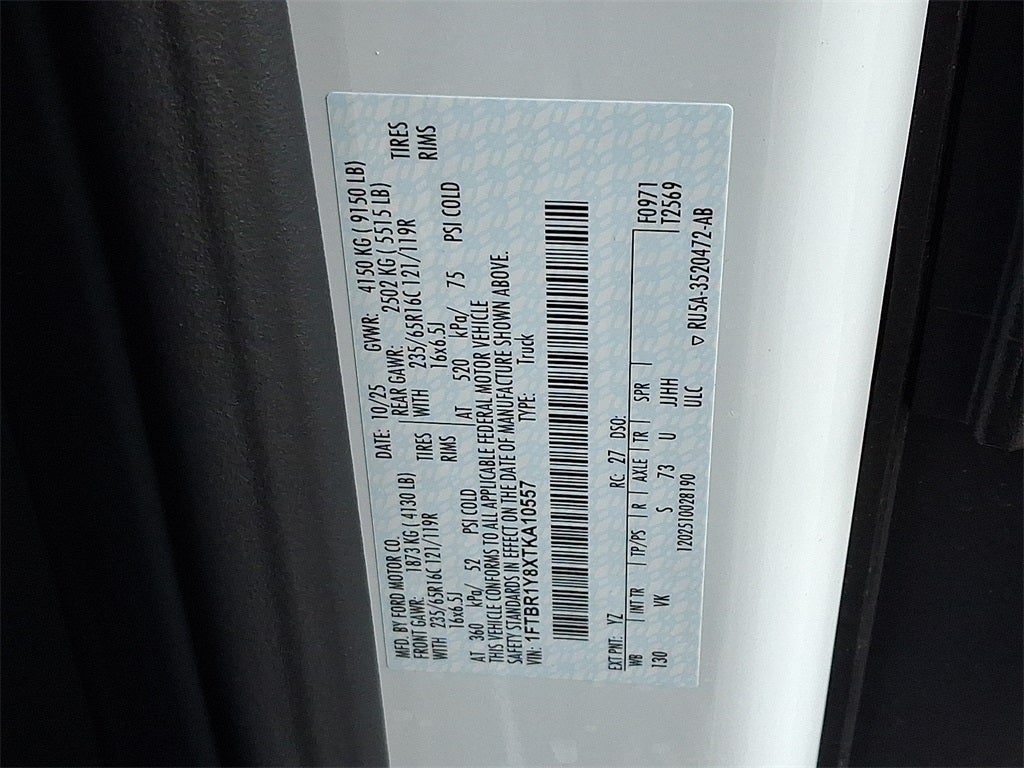 MFD. BY FORD MOTOR CO.
DATE: 10/25 GVWR: 4150 KG ( 9150 LB)
FRONT GAWR: 1873 KG ( 4130 LB) REAR GAWR: 2502 KG ( 5515 LB)
WITH 235/65R16C 121/119R TIRES WITH 235/65R16C 121/119R TIRES
16x6.5J RIMS 16x6.5J RIMS
AT 360 kPa/ 52 PSI COLD AT 520 kPa/ 75 PSI COLD
THIS VEHICLE CONFORMS TO ALL APPLICABLE FEDERAL MOTOR VEHICLE
SAFETY STANDARDS IN EFFECT ON THE DATE OF MANUFACTURE SHOWN ABOVE.
VIN: 1FTBR1Y8XTKA10557 TYPE: Truck
EXT PNT: YZ RC: 27 DSO:
WB INT TR TP/PS R AXLE TR SPR F0971
130 VK S 73 U JJHH T2569
1202510028190 ULC ▽ RU5A-3520472-AB